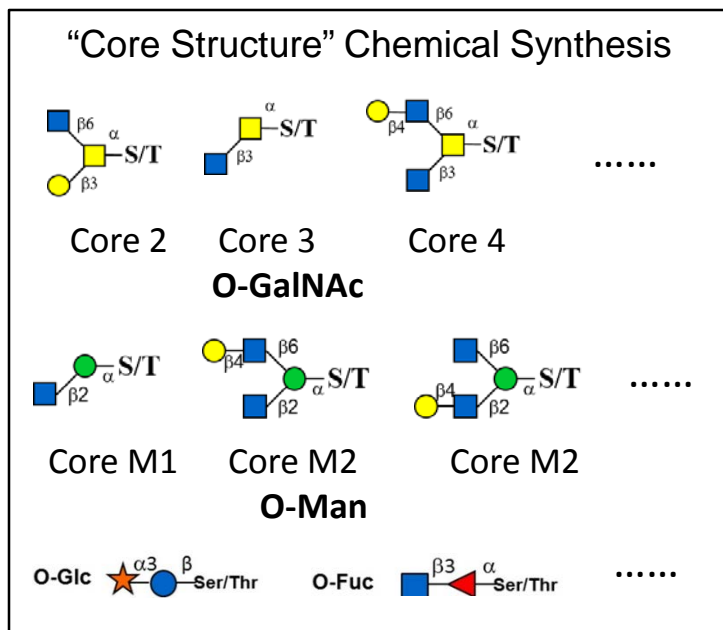 “Core Structure” Chemical Synthesis
β6 α S/T β3
α S/T β3
β4 β6 α S/T β3
......
Core 2 Core 3 Core 4
O-GalNAc
α S/T β2
β4 β6 α S/T β2
β6 β4 α S/T β2
......
Core M1 Core M2 Core M2
O-Man
O-Glc α3 β Ser/Thr O-Fuc β3 α Ser/Thr ......